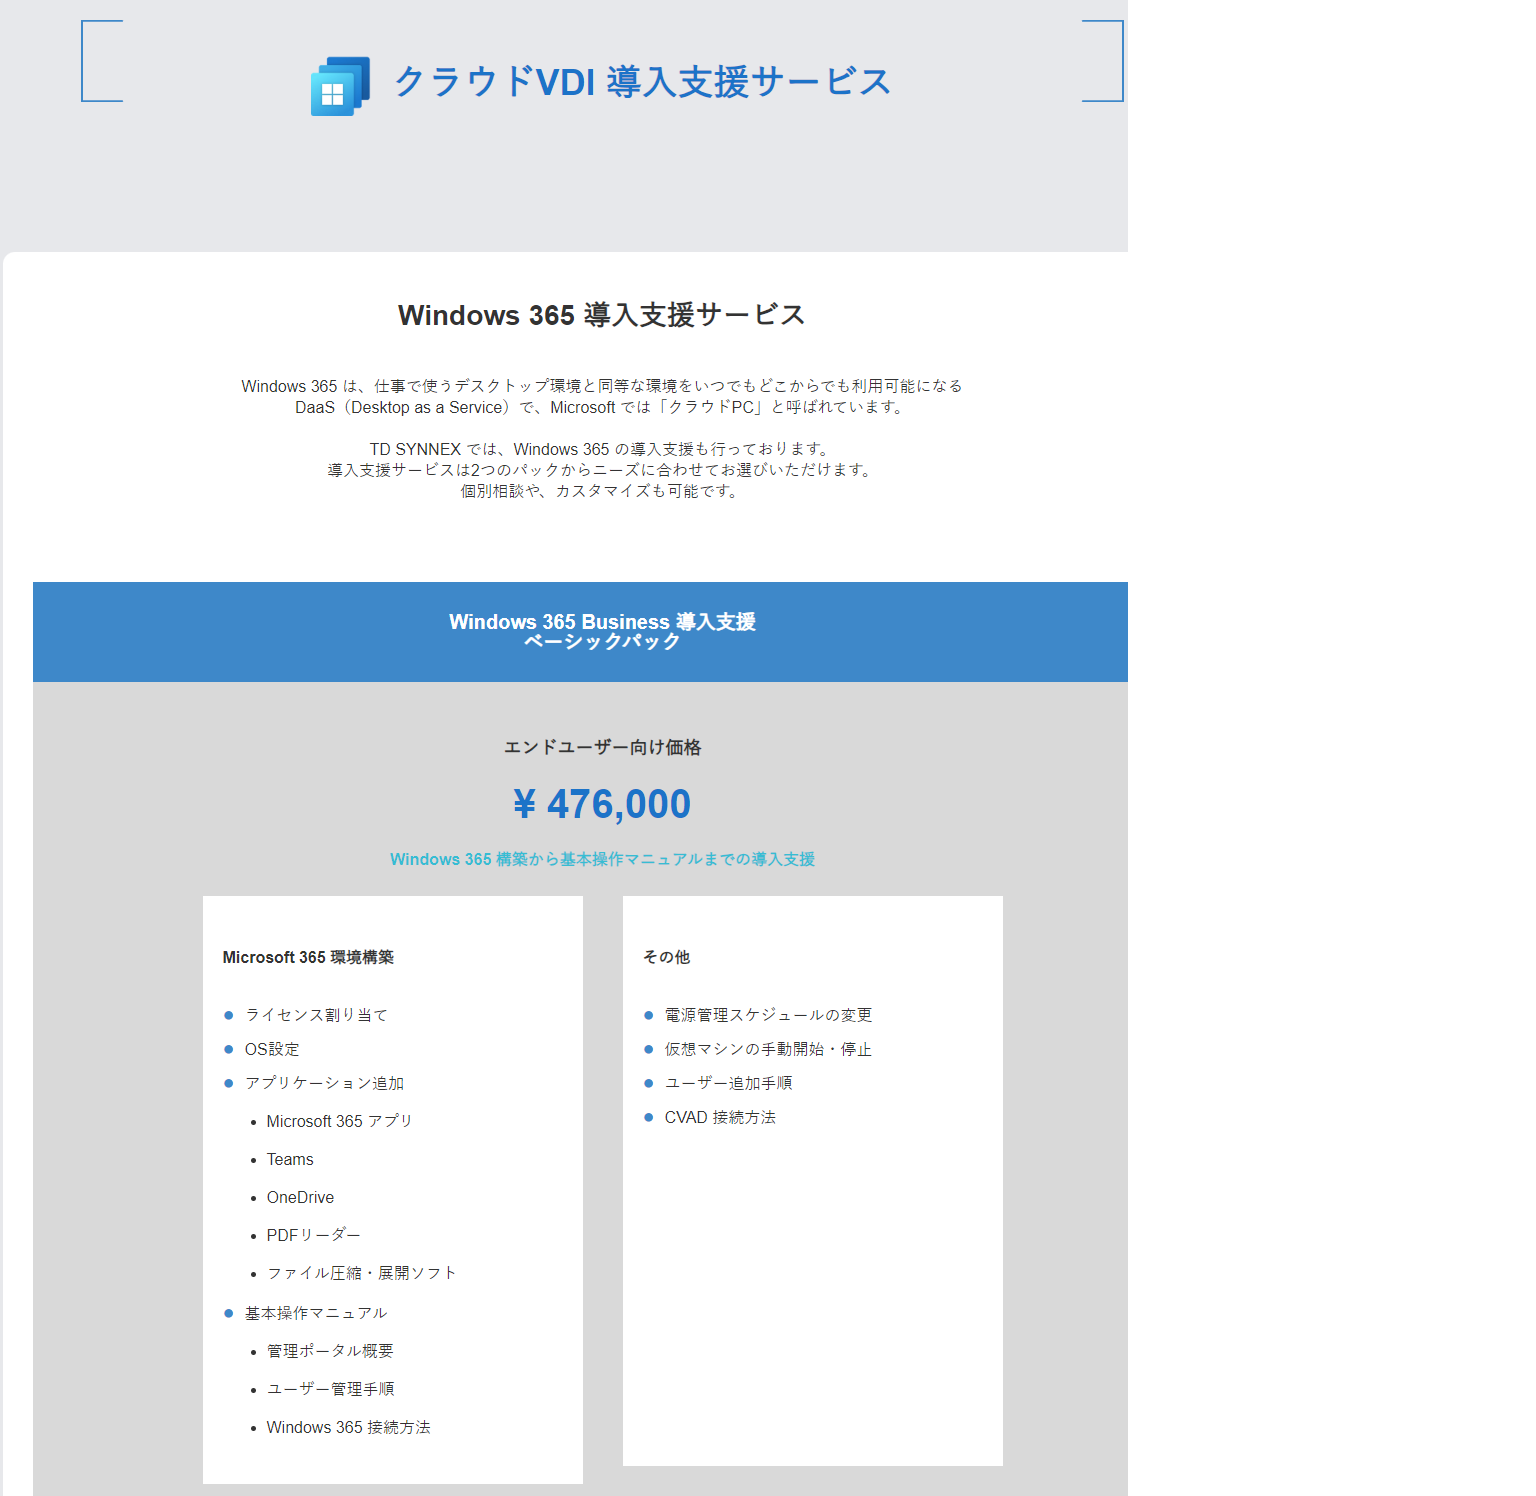 クラウドVDI 導入支援サービス
Windows 365 導入支援サービス
Windows 365 は、仕事で使うデスクトップ環境と同等な環境をいつでもどこからでも利用可能になる
DaaS（Desktop as a Service）で、Microsoft では「クラウドPC」と呼ばれています。
TD SYNNEX では、Windows 365 の導入支援も行っております。
導入支援サービスは2つのパックからニーズに合わせてお選びいただけます。
個別相談や、カスタマイズも可能です。
Windows 365 Business 導入支援
ベーシックパック
エンドユーザー向け価格
¥ 476,000
Windows 365 構築から基本操作マニュアルまでの導入支援
Microsoft 365 環境構築
ライセンス割り当て
OS設定
アプリケーション追加
Microsoft 365 アプリ
Teams
OneDrive
PDFリーダー
ファイル圧縮・展開ソフト
基本操作マニュアル
管理ポータル概要
ユーザー管理手順
Windows 365 接続方法
その他
電源管理スケジュールの変更
仮想マシンの手動開始・停止
ユーザー追加手順
CVAD 接続方法